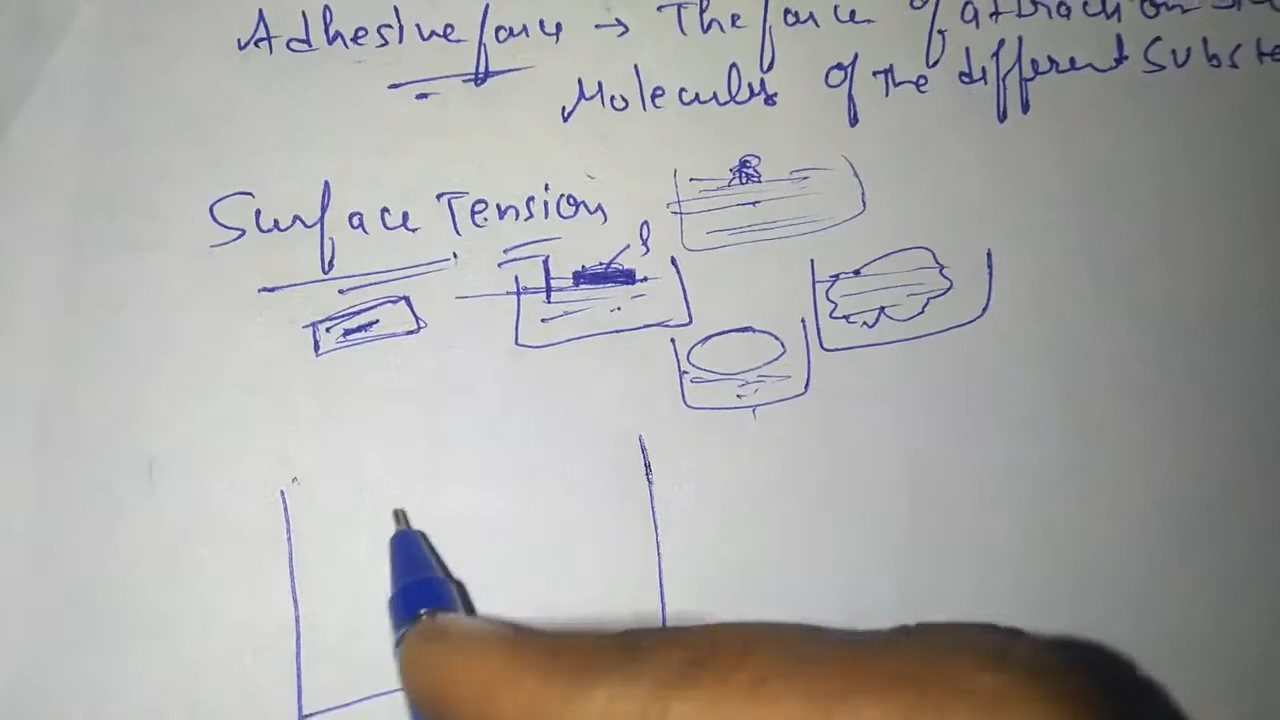 Adhesive force → The force of attraction
Molecules of the different Subst
Surface Tension